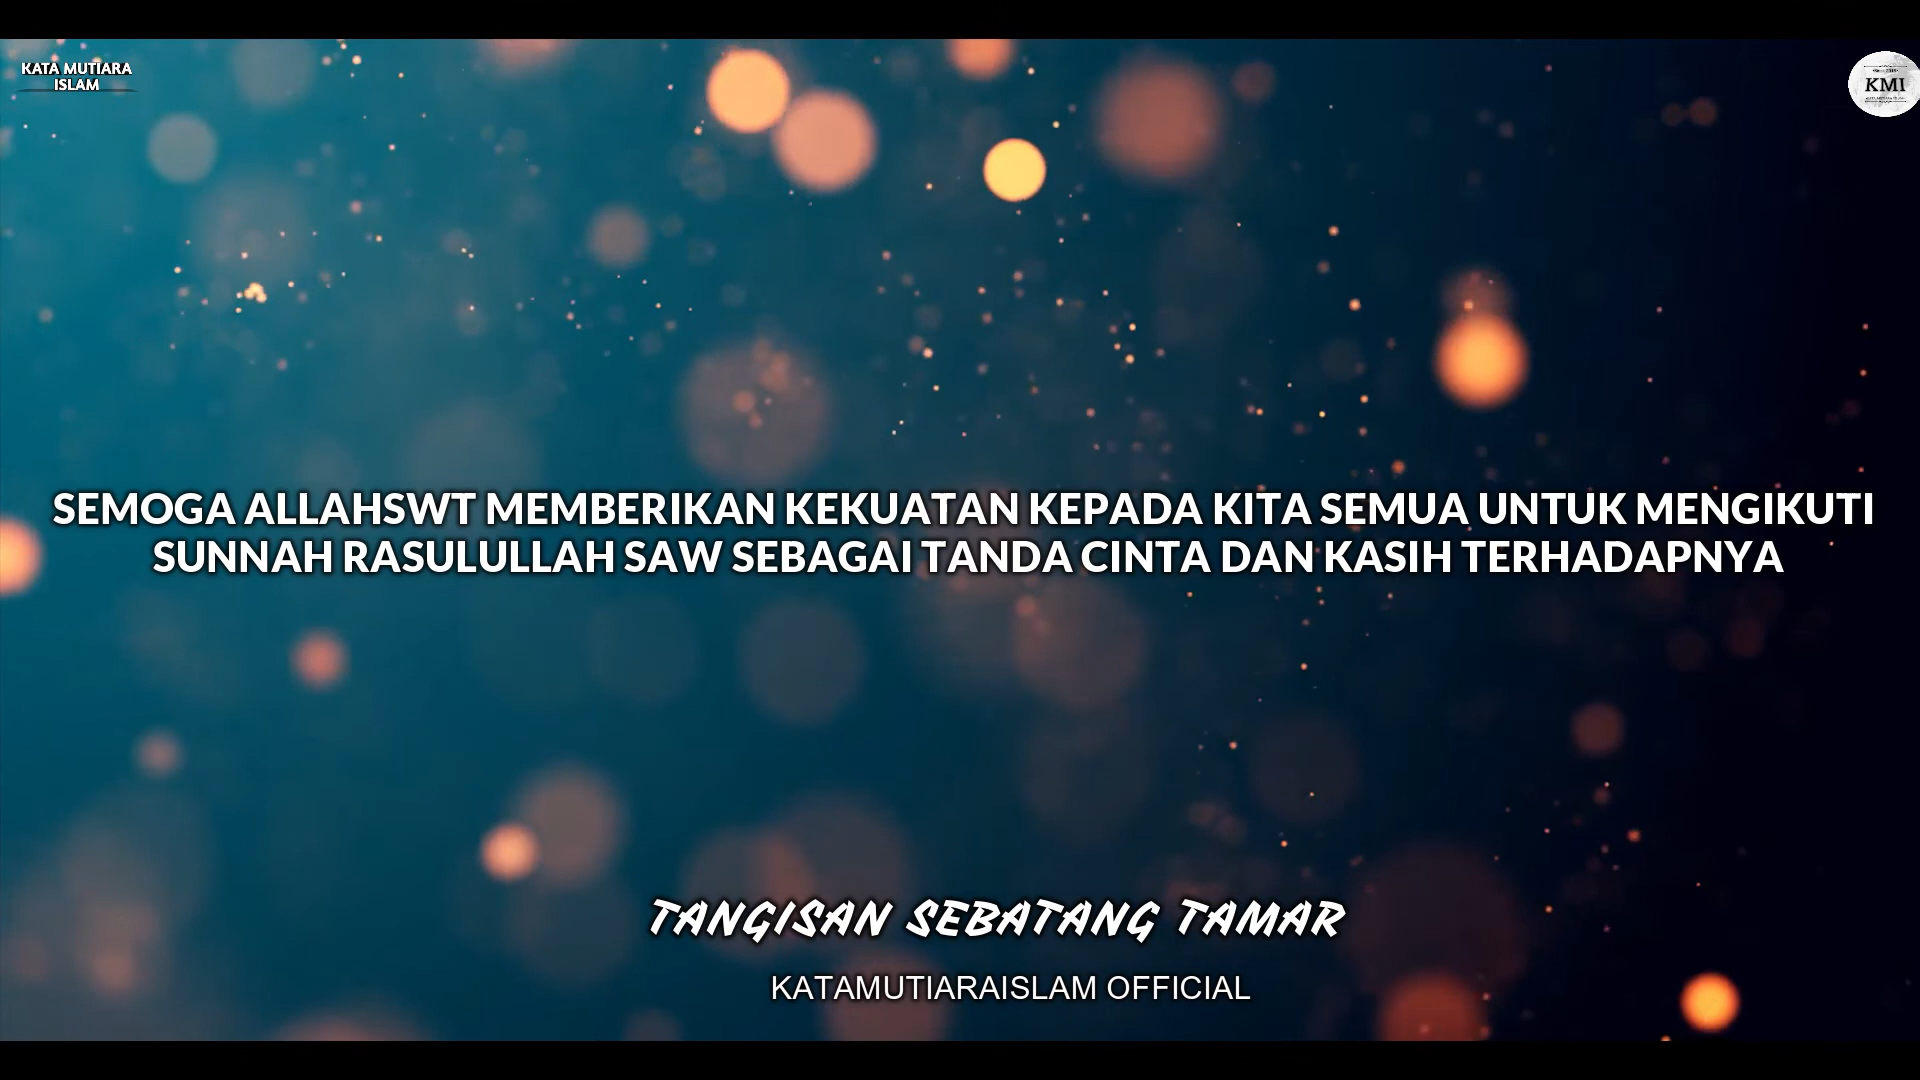 KATA MUTIARA
ISLAM
KMI
SEMOGA ALLAHSWT MEMBERIKAN KEKUATAN KEPADA KITA SEMUA UNTUK MENGIKUTI
SUNNAH RASULULLAH SAW SEBAGAI TANDA CINTA DAN KASIH TERHADAPNYA
TANGISAN SEBATANG TAMAR
KATAMUTIARAISLAM OFFICIAL